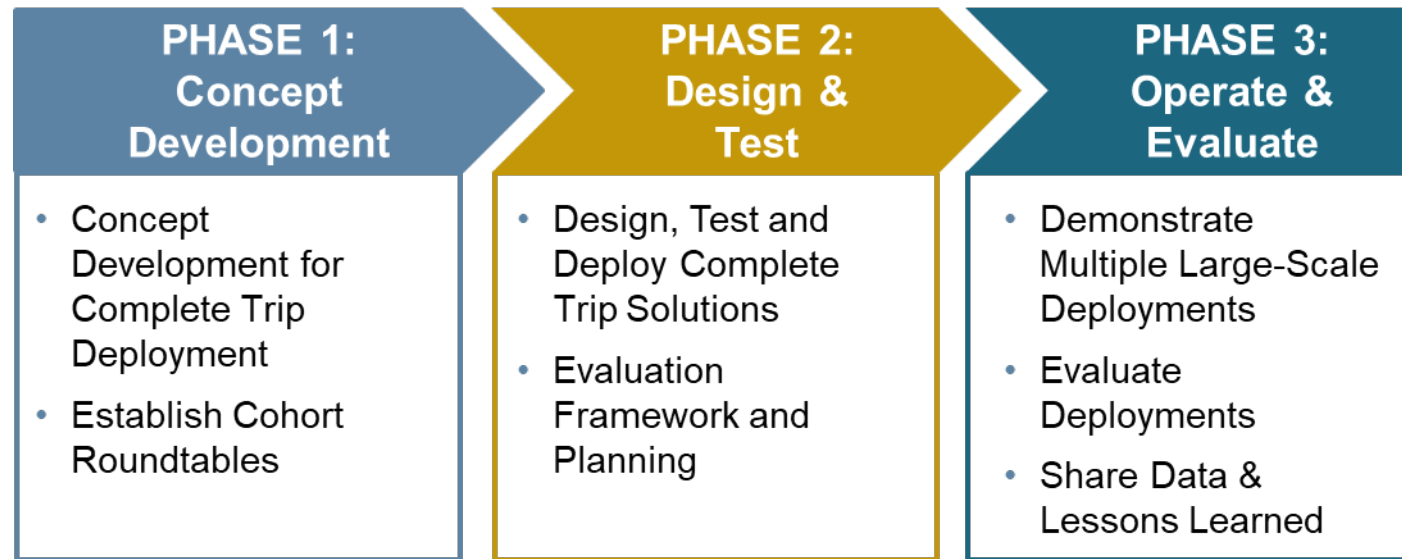 PHASE 1:
Concept
Development
• Concept
Development for
Complete Trip
Deployment
• Establish Cohort
Roundtables
PHASE 2:
Design &
Test
• Design, Test and
Deploy Complete
Trip Solutions
• Evaluation
Framework and
Planning
PHASE 3:
Operate &
Evaluate
• Demonstrate
Multiple Large-Scale
Deployments
• Evaluate
Deployments
• Share Data &
Lessons Learned